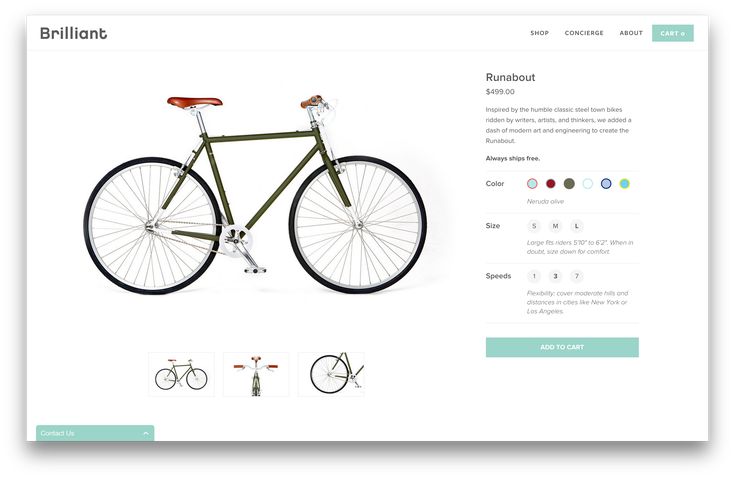 Brilliant
SHOP
CONCIERGE
ABOUT
CART 0
Runabout
$499.00
Inspired by the humble classic steel town bikes
ridden by writers, artists, and thinkers, we added a
dash of modern art and engineering to create the
Runabout.
Always ships free.
Color
Neruda olive
Size
S M L
Large fits riders 5'10" to 6'2". When in
doubt, size down for comfort.
Speeds
1 3 7
Flexibility: cover moderate hills and
distances in cities like New York or
Los Angeles.
ADD TO CART
Contact Us